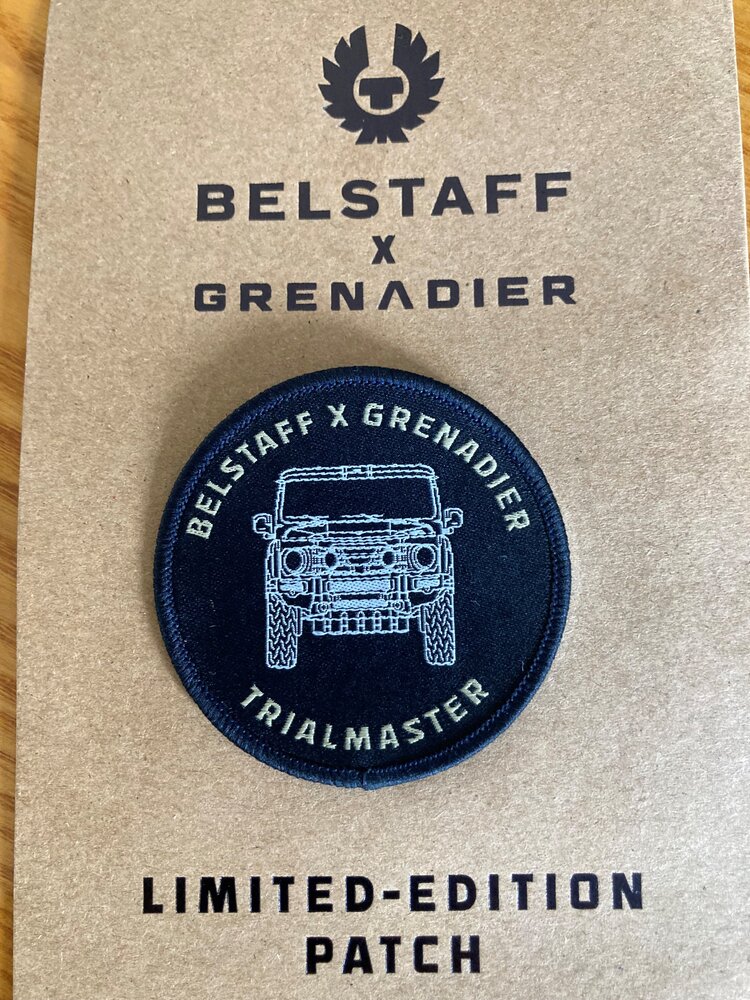 BELSTAFF
X
GRENADIER
BELSTAFF X GRENADIER
TRIALMASTER
LIMITED-EDITION
PATCH